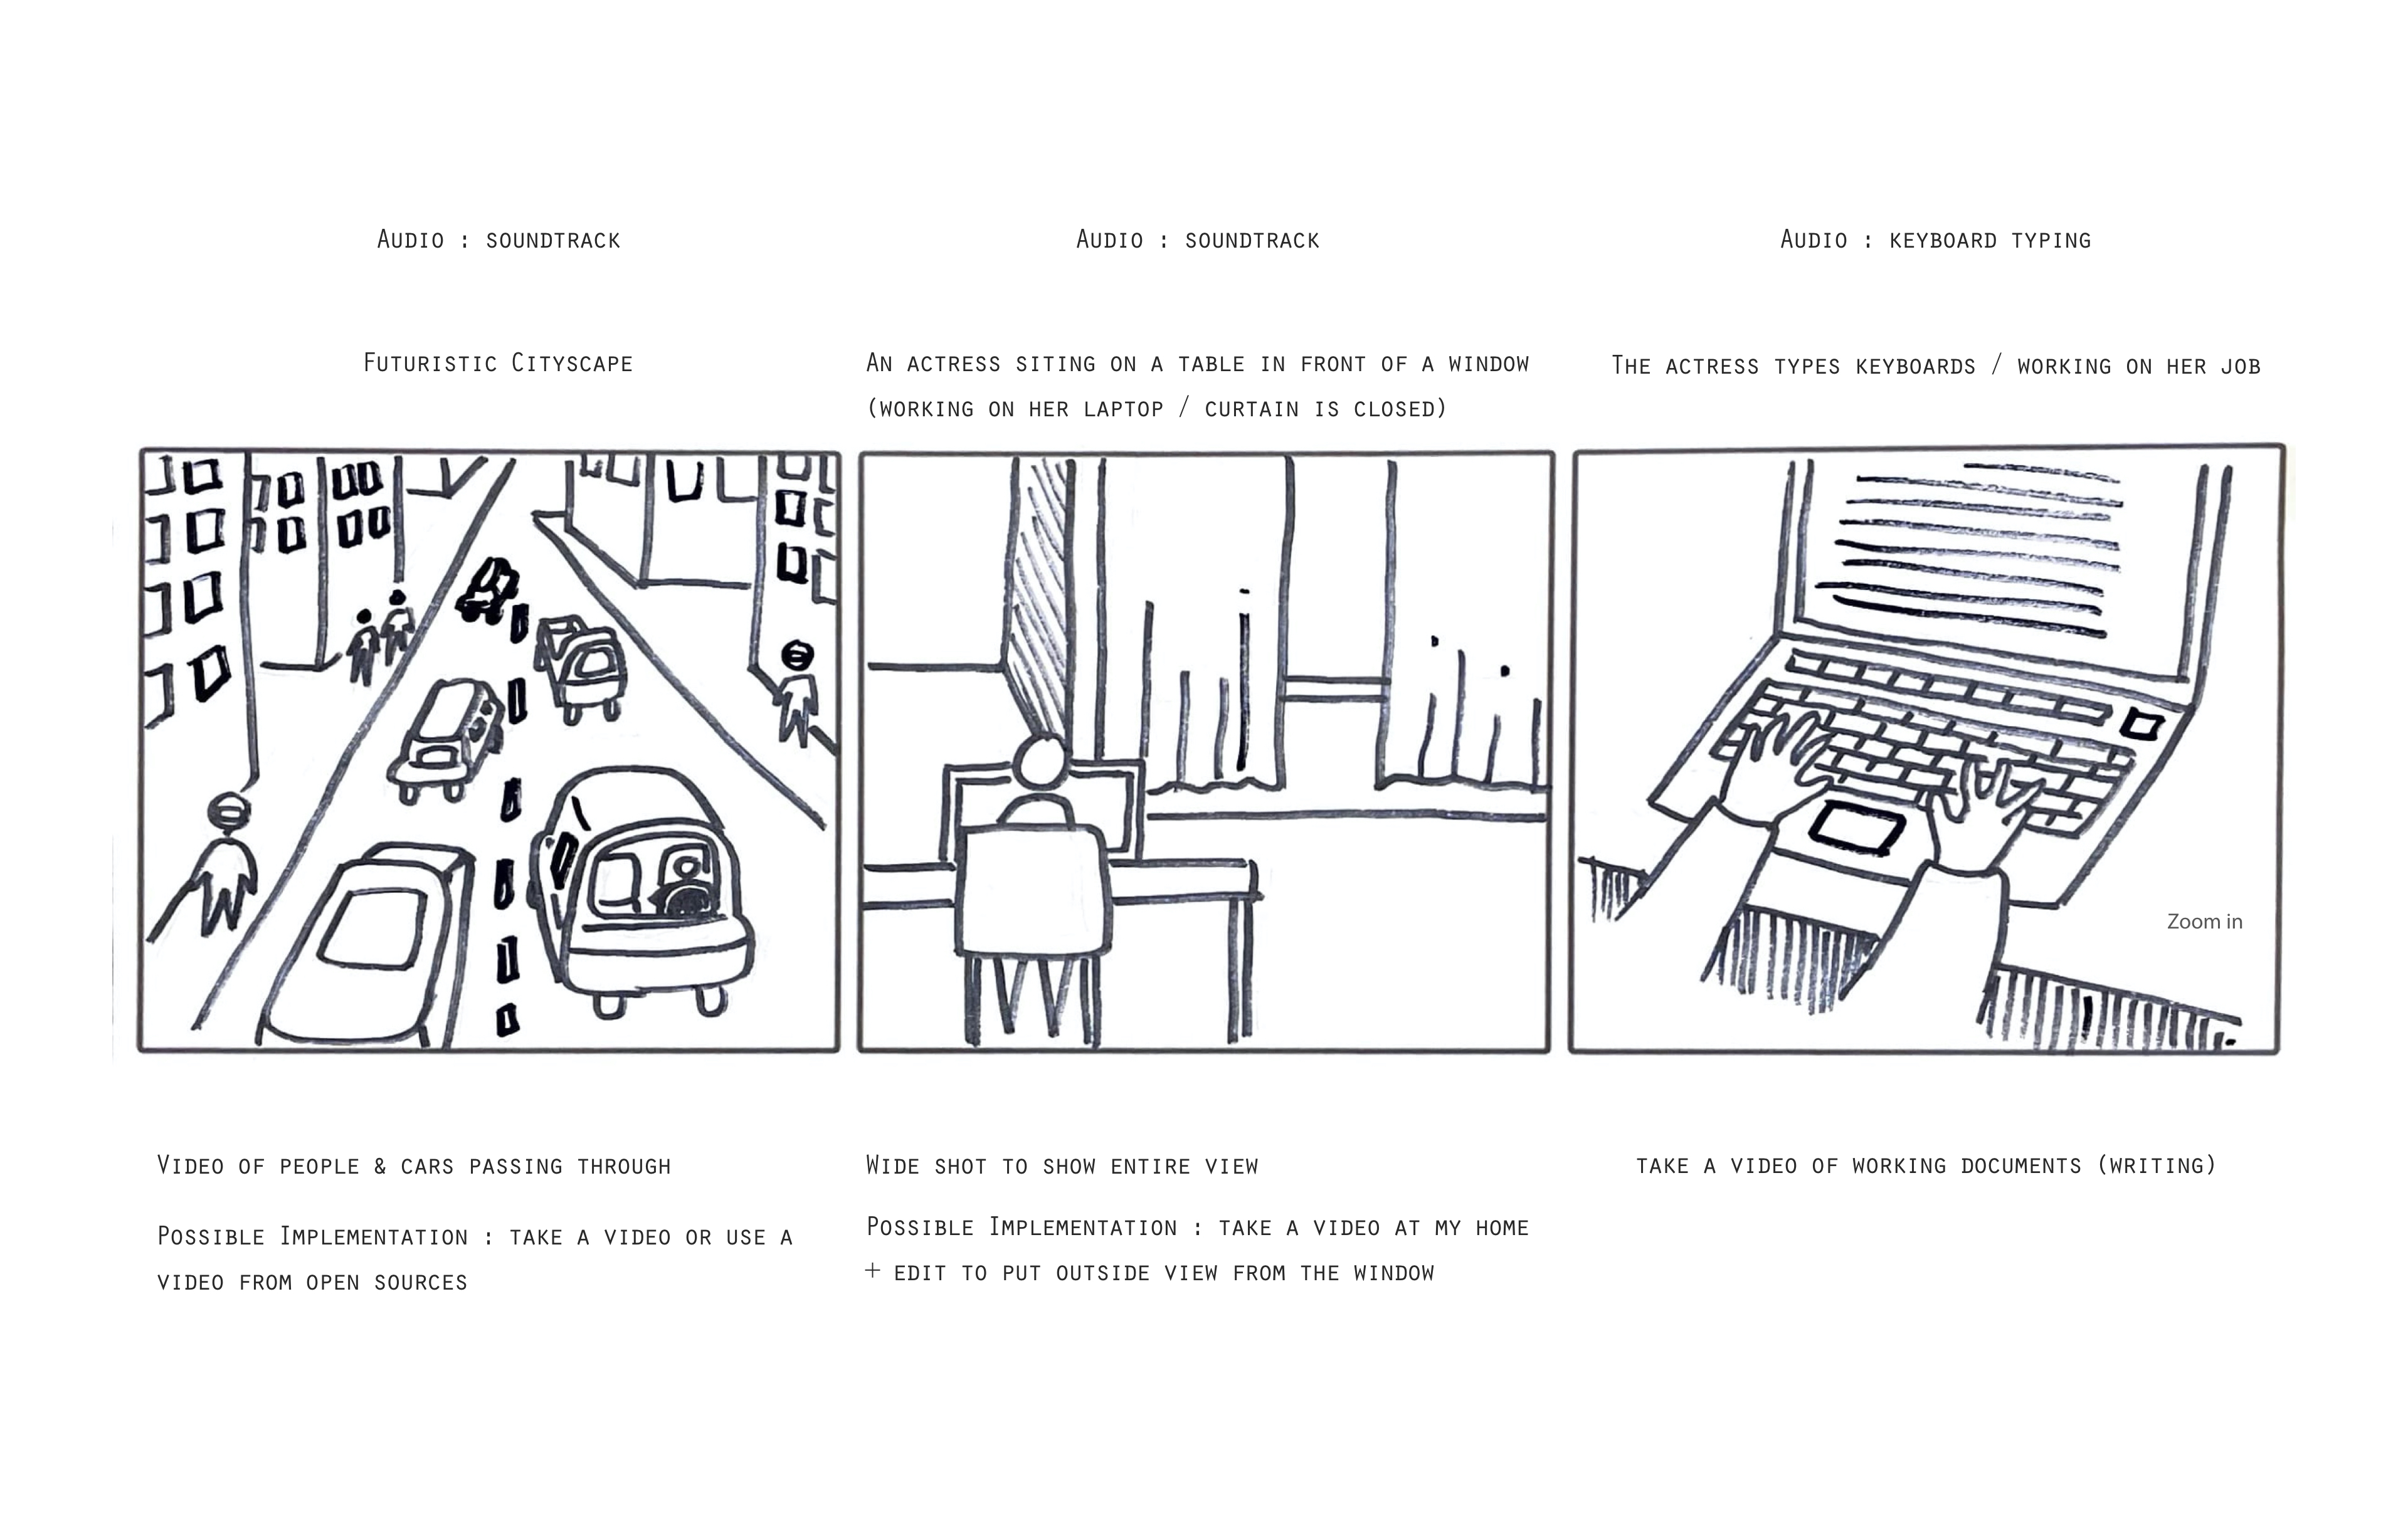 Audio : soundtrack
Audio : soundtrack
Audio : keyboard typing
Futuristic Cityscape
An actress siting on a table in front of a window
(working on her laptop / curtain is closed)
The actress types keyboards / working on her job
Zoom in
Video of people & cars passing through
Possible Implementation : take a video or use a
video from open sources
Wide shot to show entire view
Possible Implementation : take a video at my home
+ edit to put outside view from the window
take a video of working documents (writing)